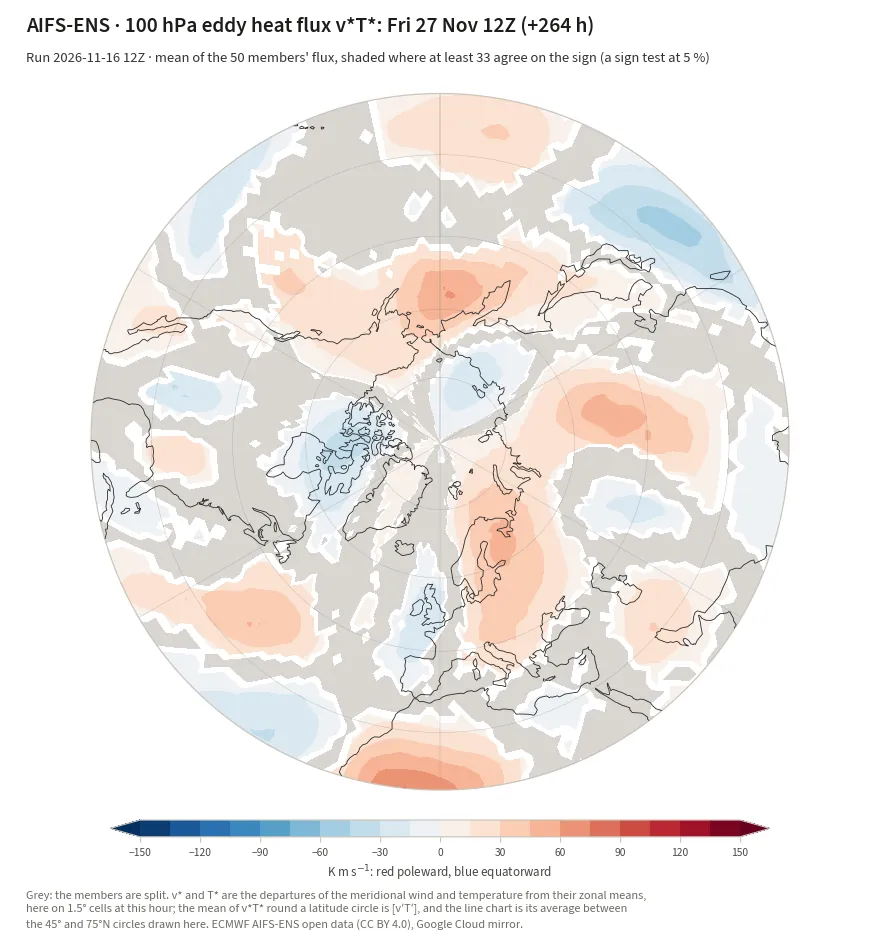 AIFS-ENS · 100 hPa eddy heat flux v*T*: Fri 27 Nov 12Z (+264 h)
Run 2026-11-16 12Z · mean of the 50 members' flux, shaded where at least 33 agree on the sign (a sign test at 5 %)
−150 −120 −90 −60 −30 0 30 60 90 120 150
K m s⁻¹: red poleward, blue equatorward
Grey: the members are split. v* and T* are the departures of the meridional wind and temperature from their zonal means,
here on 1.5° cells at this hour; the mean of v*T* round a latitude circle is [v′T′], and the line chart is its average between
the 45° and 75°N circles drawn here. ECMWF AIFS-ENS open data (CC BY 4.0), Google Cloud mirror.